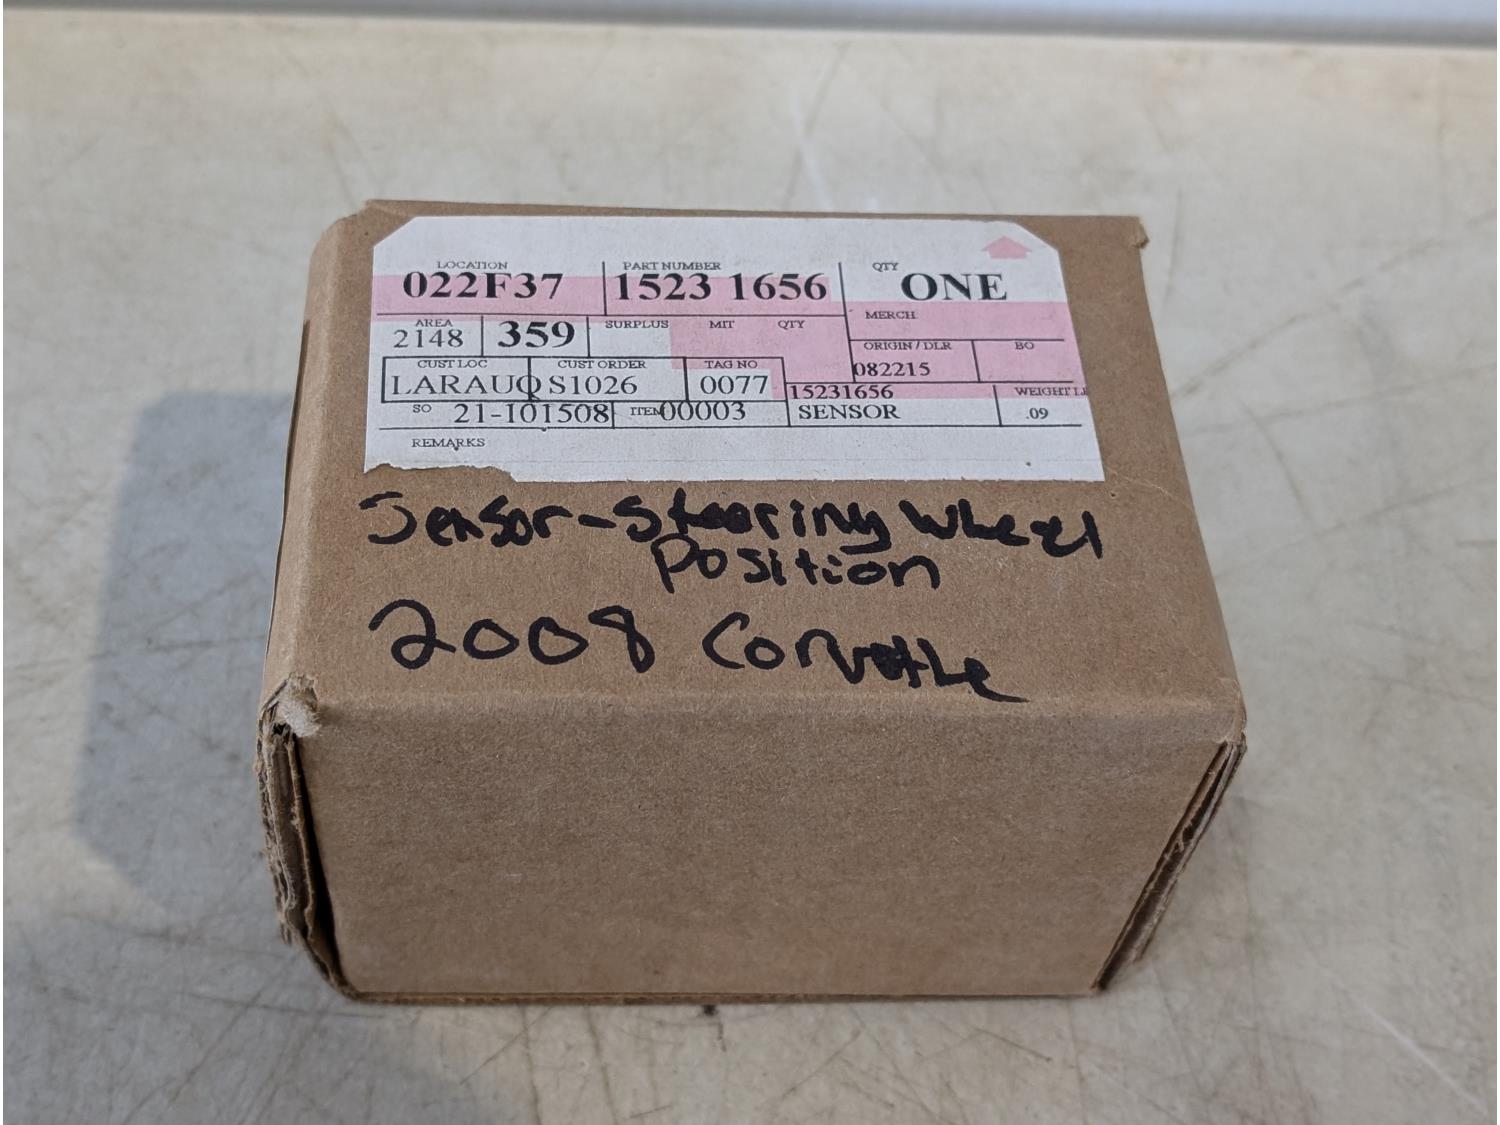 LOCATION PART NUMBER QTY
022F37 1523 1656 ONE
AREA SURPLUS MIT QTY MERCH
2148 359
ORIGIN / DLR BO
082215
CUST LOC CUST ORDER TAG NO
LARAUQ S1026 0077
15231656 WEIGHT L
SO 21-101508 ITEM 00003 SENSOR .09
REMARKS
Sensor-Steering Wheel
Position
2008 Corvette